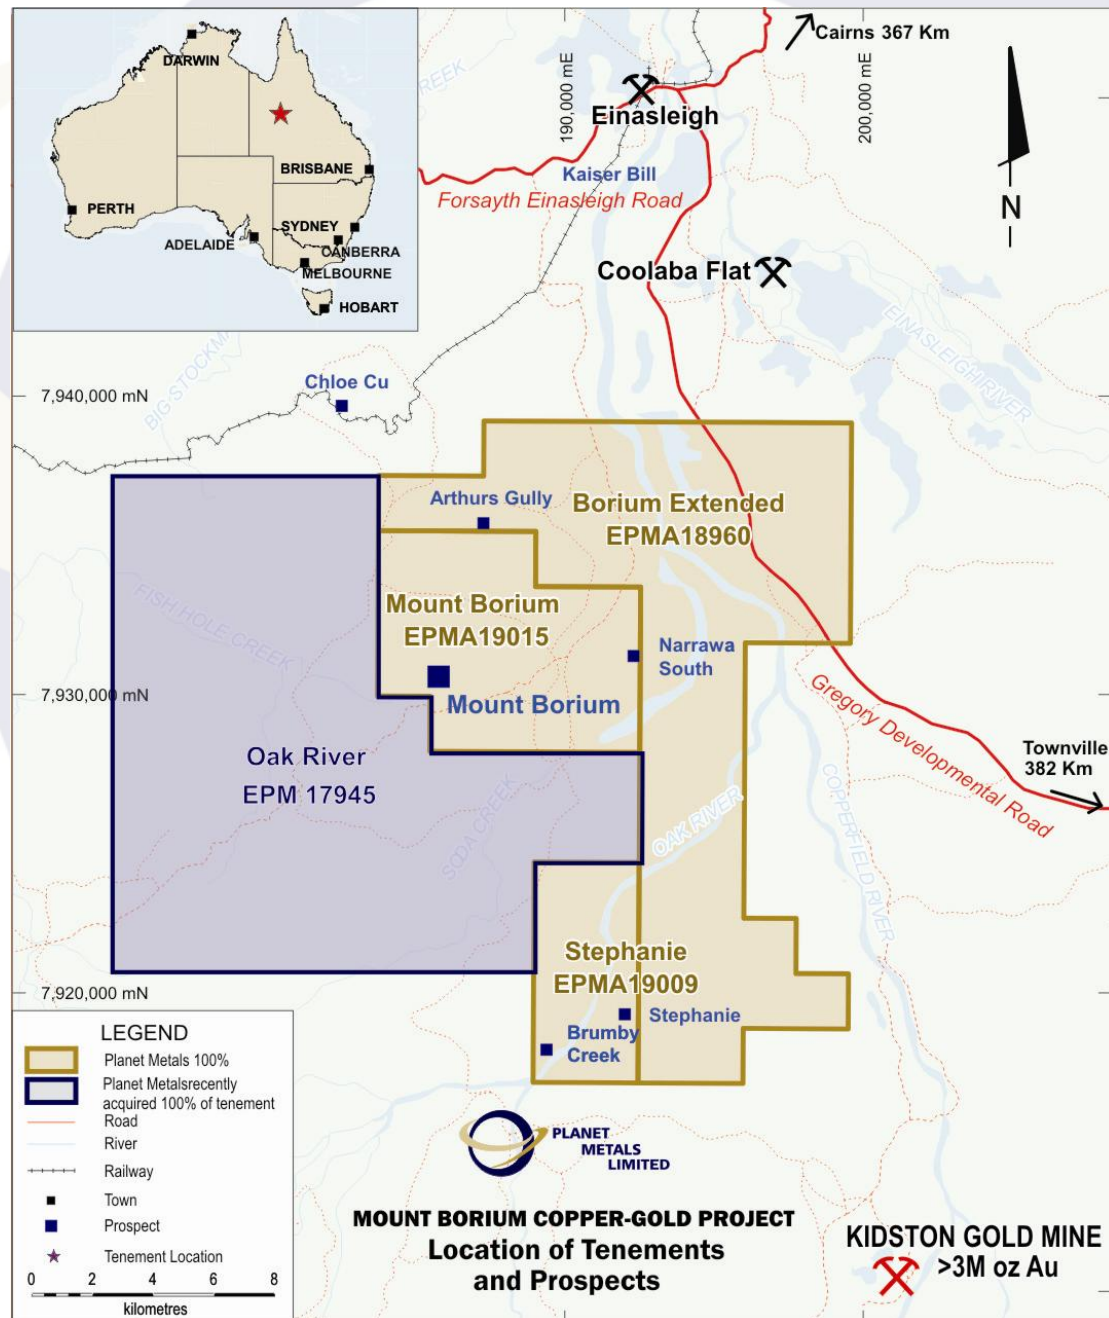 DARWIN
BRISBANE
PERTH
SYDNEY
ADELAIDE
CANBERRA
MELBOURNE
HOBART
Cairns 367 Km
190,000 mE
200,000 mE
CREEK
Einasleigh
Kaiser Bill
Forsayth Einasleigh Road
N
Coolaba Flat
EINASLEIGH RIVER
BIG STOCKMA
Chloe Cu
7,940,000 mN
Arthurs Gully
Borium Extended
EPMA18960
FISH HOLE CREEK
Mount Borium
EPMA19015
Narrawa
South
7,930,000 mN
Mount Borium
Gregory Developmental Road
Townville
382 Km
Oak River
EPM 17945
SODA CREEK
OAK RIVER
COPPERFIELD RIVER
Stephanie
EPMA19009
7,920,000 mN
Stephanie
Brumby
Creek
LEGEND
Planet Metals 100%
Planet Metalsrecently
acquired 100% of tenement
Road
River
Railway
Town
Prospect
Tenement Location
0 2 4 6 8
kilometres
PLANET
METALS
LIMITED
MOUNT BORIUM COPPER-GOLD PROJECT
Location of Tenements
and Prospects
KIDSTON GOLD MINE
>3M oz Au